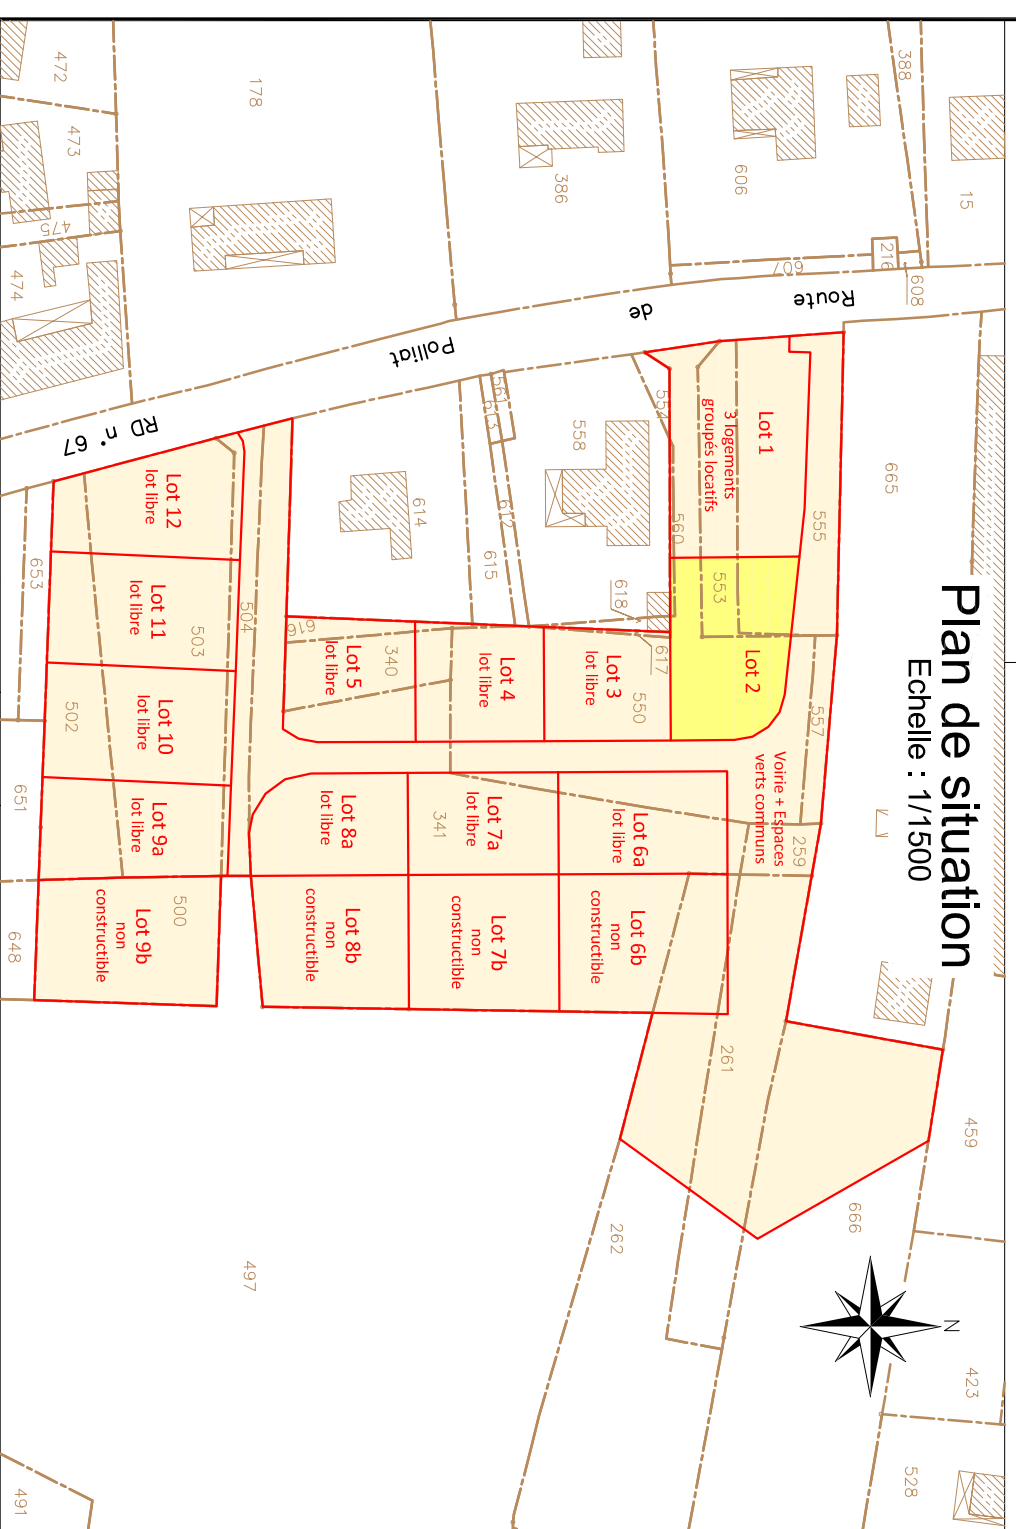 Plan de situation
Echelle : 1/1500
N
Route
de
Polliat
RD n° 67
Lot 1
3 logements
groupés locatifs
Lot 2
Lot 3
lot libre
Lot 4
lot libre
Lot 5
lot libre
Voirie + Espaces
verts communs
Lot 6a
lot libre
Lot 7a
lot libre
Lot 8a
lot libre
Lot 6b
non
constructible
Lot 7b
non
constructible
Lot 8b
non
constructible
Lot 12
lot libre
Lot 11
lot libre
Lot 10
lot libre
Lot 9a
lot libre
Lot 9b
non
constructible
15
388
216
608
607
606
386
178
472
473
475
474
665
555
553
560
558
561
613
612
615
614
618
617
616
557
259
550
340
341
504
503
502
500
653
651
648
261
262
497
491
459
666
423
528